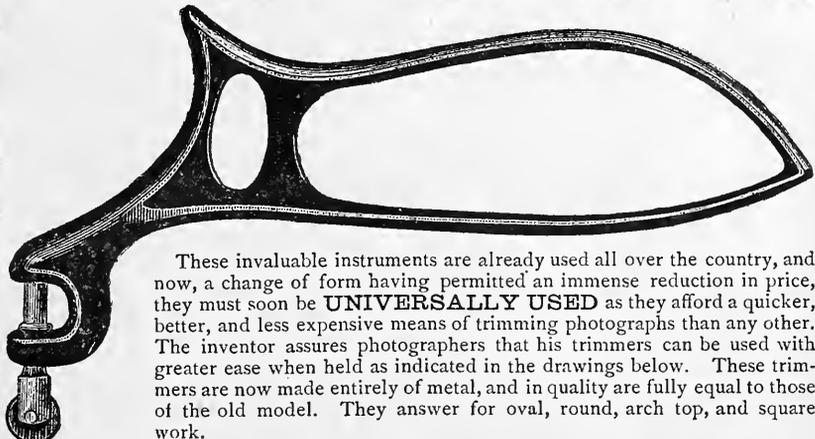 These invaluable instruments are already used all over the country, and
now, a change of form having permitted an immense reduction in price,
they must soon be UNIVERSALLY USED as they afford a quicker,
better, and less expensive means of trimming photographs than any other.
The inventor assures photographers that his trimmers can be used with
greater ease when held as indicated in the drawings below. These trim-
mers are now made entirely of metal, and in quality are fully equal to those
of the old model. They answer for oval, round, arch top, and square
work.